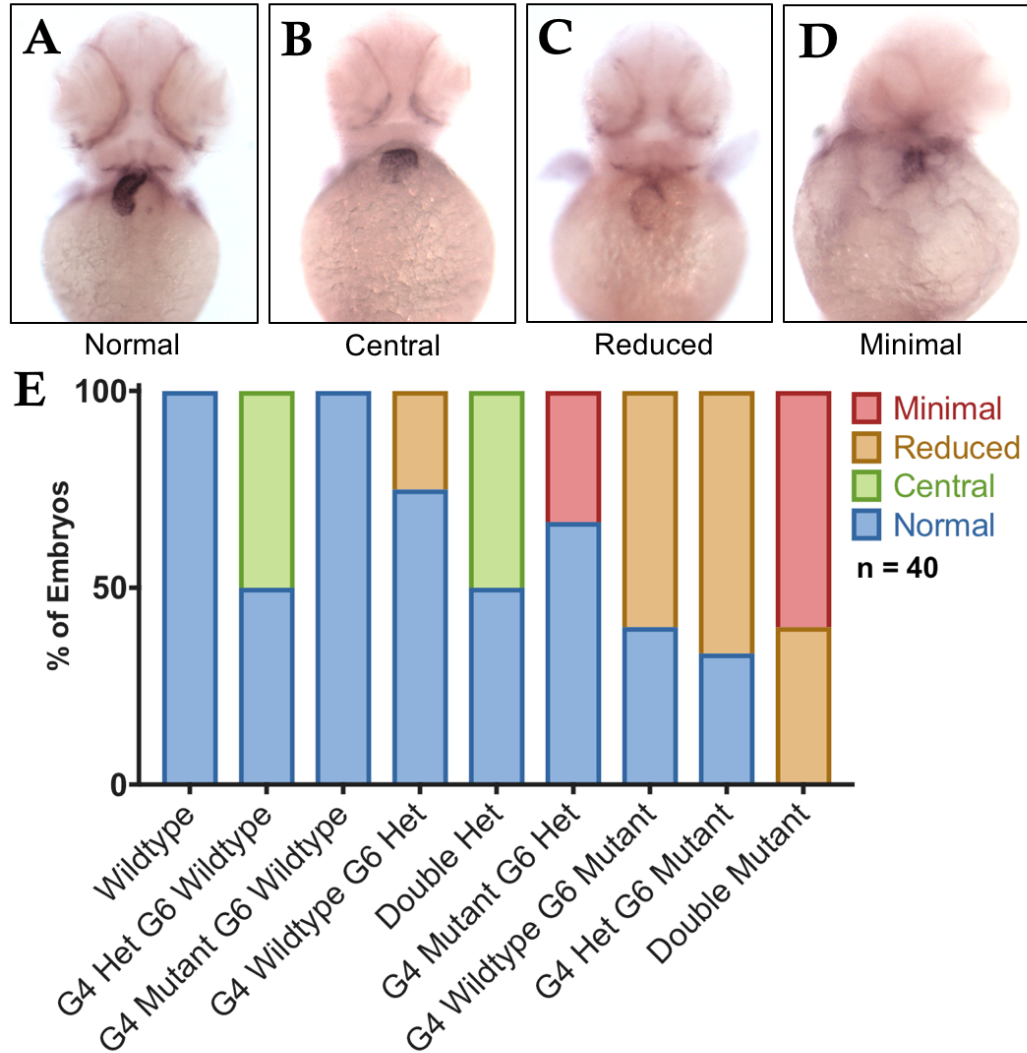 A
B
C
D
Normal
Central
Reduced
Minimal
E
% of Embryos
100
50
0
Minimal
Reduced
Central
Normal
n = 40
Wildtype
G4 Het G6 Wildtype
G4 Mutant G6 Wildtype
G4 Wildtype G6 Het
Double Het
G4 Mutant G6 Het
G4 Wildtype G6 Mutant
G4 Het G6 Mutant
Double Mutant